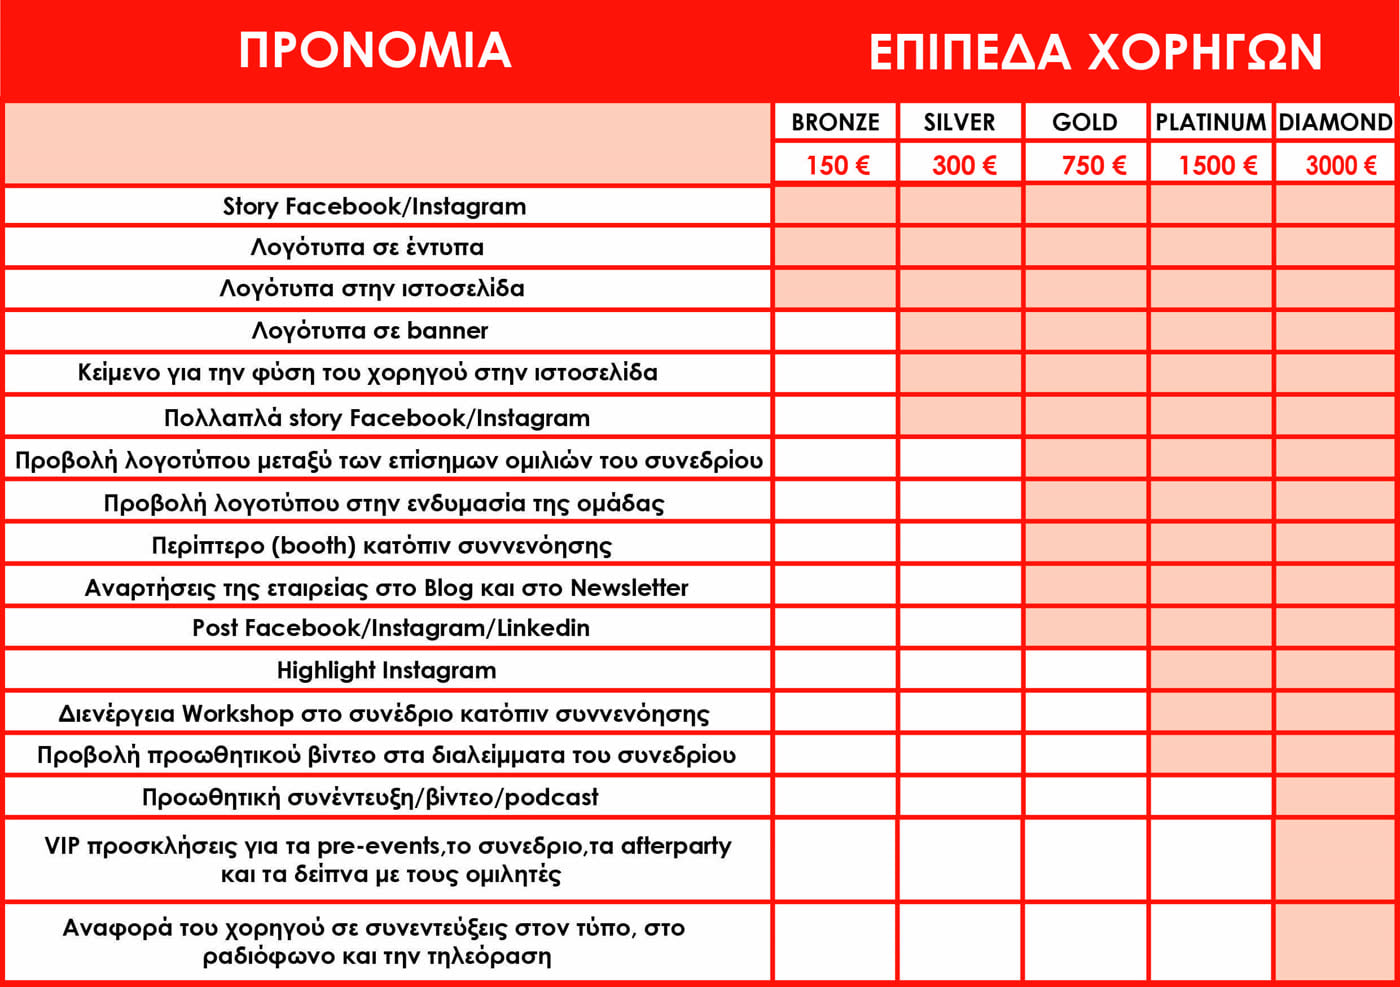 ΠΡΟΝΟΜΙΑ ΕΠΙΠΕΔΑ ΧΟΡΗΓΩΝ
BRONZE SILVER GOLD PLATINUM DIAMOND
150 € 300 € 750 € 1500 € 3000 €
Story Facebook/Instagram
Λογότυπα σε έντυπα
Λογότυπα στην ιστοσελίδα
Λογότυπα σε banner
Κείμενο για την φύση του χορηγού στην ιστοσελίδα
Πολλαπλά story Facebook/Instagram
Προβολή λογοτύπου μεταξύ των επίσημων ομιλιών του συνεδρίου
Προβολή λογοτύπου στην ενδυμασία της ομάδας
Περίπτερο (booth) κατόπιν συννενόησης
Αναρτήσεις της εταιρείας στο Blog και στο Newsletter
Post Facebook/Instagram/Linkedin
Highlight Instagram
Διενέργεια Workshop στο συνέδριο κατόπιν συννενόησης
Προβολή προωθητικού βίντεο στα διαλείμματα του συνεδρίου
Προωθητική συνέντευξη/βίντεο/podcast
VIP προσκλήσεις για τα pre-events,το συνεδριο,τα afterparty
και τα δείπνα με τους ομιλητές
Αναφορά του χορηγού σε συνεντεύξεις στον τύπο, στο
ραδιόφωνο και την τηλεόραση